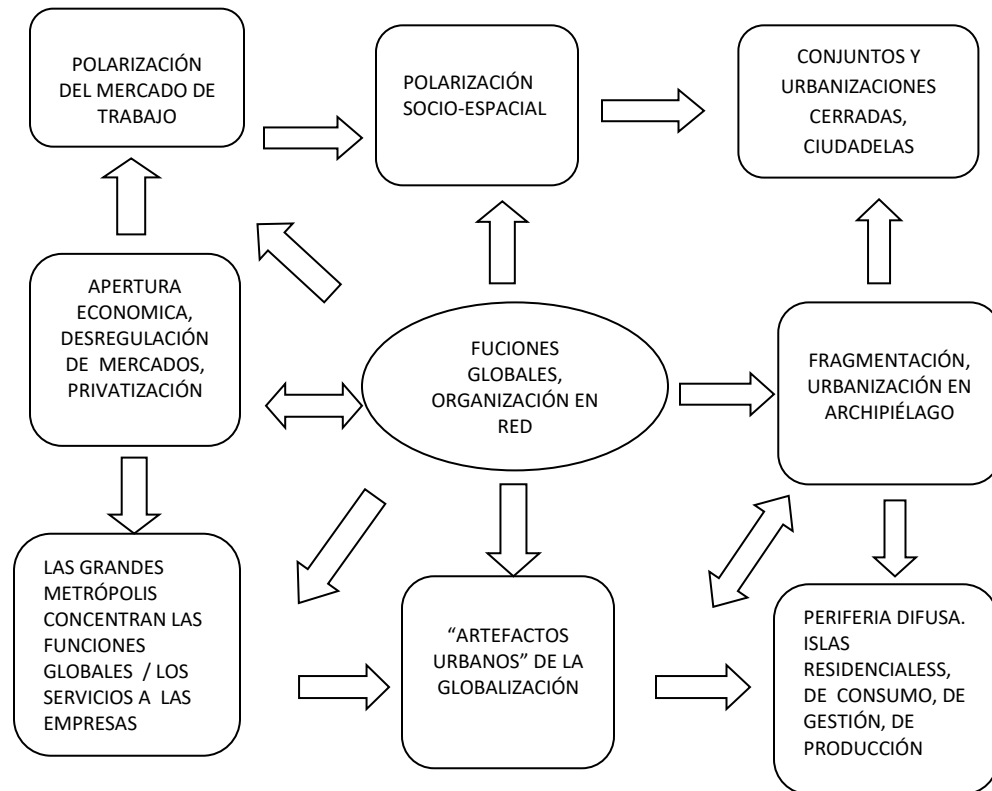 POLARIZACIÓN
DEL MERCADO DE
TRABAJO
POLARIZACIÓN
SOCIO-ESPACIAL
CONJUNTOS Y
URBANIZACIONES
CERRADAS,
CIUDADELAS
APERTURA
ECONOMICA,
DESREGULACIÓN
DE MERCADOS,
PRIVATIZACIÓN
FUCIONES
GLOBALES,
ORGANIZACIÓN EN
RED
FRAGMENTACIÓN,
URBANIZACIÓN EN
ARCHIPIÉLAGO
LAS GRANDES
METRÓPOLIS
CONCENTRAN LAS
FUNCIONES
GLOBALES / LOS
SERVICIOS A LAS
EMPRESAS
“ARTEFACTOS
URBANOS” DE LA
GLOBALIZACIÓN
PERIFERIA DIFUSA.
ISLAS
RESIDENCIALESS,
DE CONSUMO, DE
GESTIÓN, DE
PRODUCCIÓN